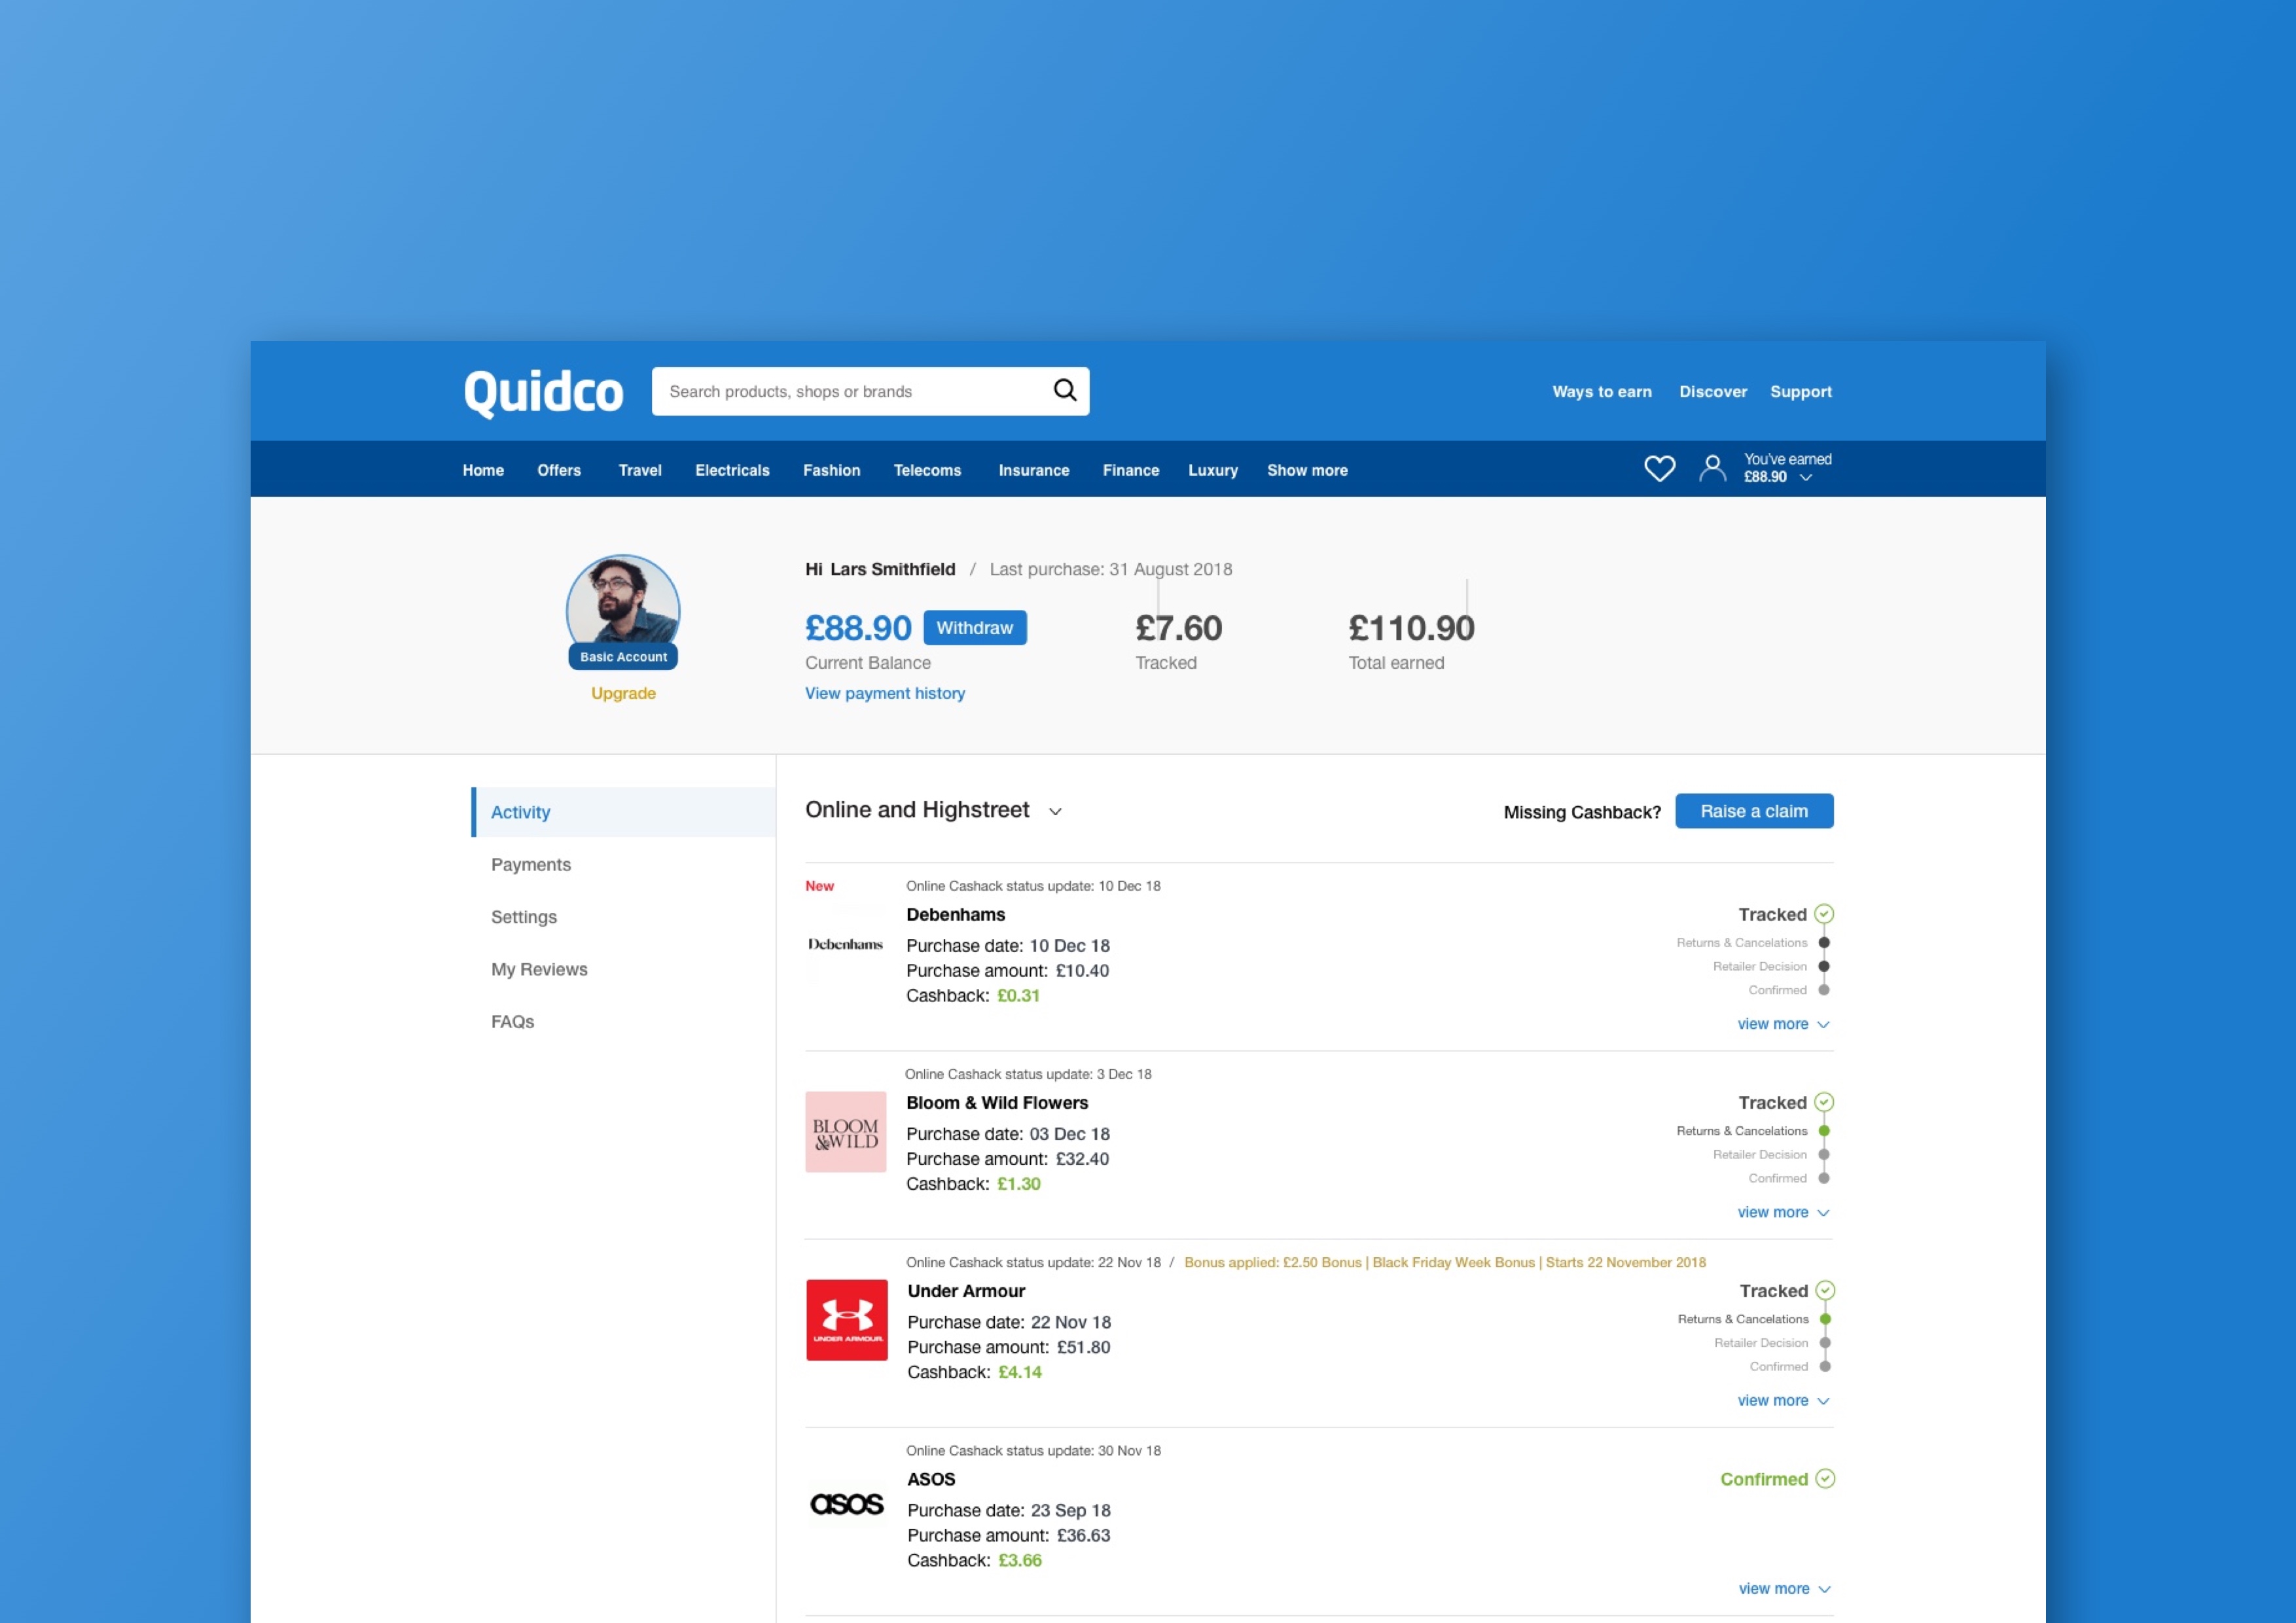 Quidco
Search products, shops or brands
Ways to earn Discover Support
Home Offers Travel Electricals Fashion Telecoms Insurance Finance Luxury Show more
You've earned
£88.90
Hi Lars Smithfield / Last purchase: 31 August 2018
£88.90 Withdraw £7.60 £110.90
Basic Account
Current Balance Tracked Total earned
Upgrade
View payment history
Activity
Payments
Settings
My Reviews
FAQs
Online and Highstreet
Missing Cashback? Raise a claim
New Online Cashack status update: 10 Dec 18
Debenhams
Debenhams
Purchase date: 10 Dec 18
Purchase amount: £10.40
Cashback: £0.31
Tracked
Returns & Cancelations
Retailer Decision
Confirmed
view more
Online Cashack status update: 3 Dec 18
BLOOM
&WILD
Bloom & Wild Flowers
Purchase date: 03 Dec 18
Purchase amount: £32.40
Cashback: £1.30
Tracked
Returns & Cancelations
Retailer Decision
Confirmed
view more
Online Cashack status update: 22 Nov 18 / Bonus applied: £2.50 Bonus | Black Friday Week Bonus | Starts 22 November 2018
UNDER ARMOUR.
Under Armour
Purchase date: 22 Nov 18
Purchase amount: £51.80
Cashback: £4.14
Tracked
Returns & Cancelations
Retailer Decision
Confirmed
view more
Online Cashack status update: 30 Nov 18
asos
ASOS
Purchase date: 23 Sep 18
Purchase amount: £36.63
Cashback: £3.66
Confirmed
view more